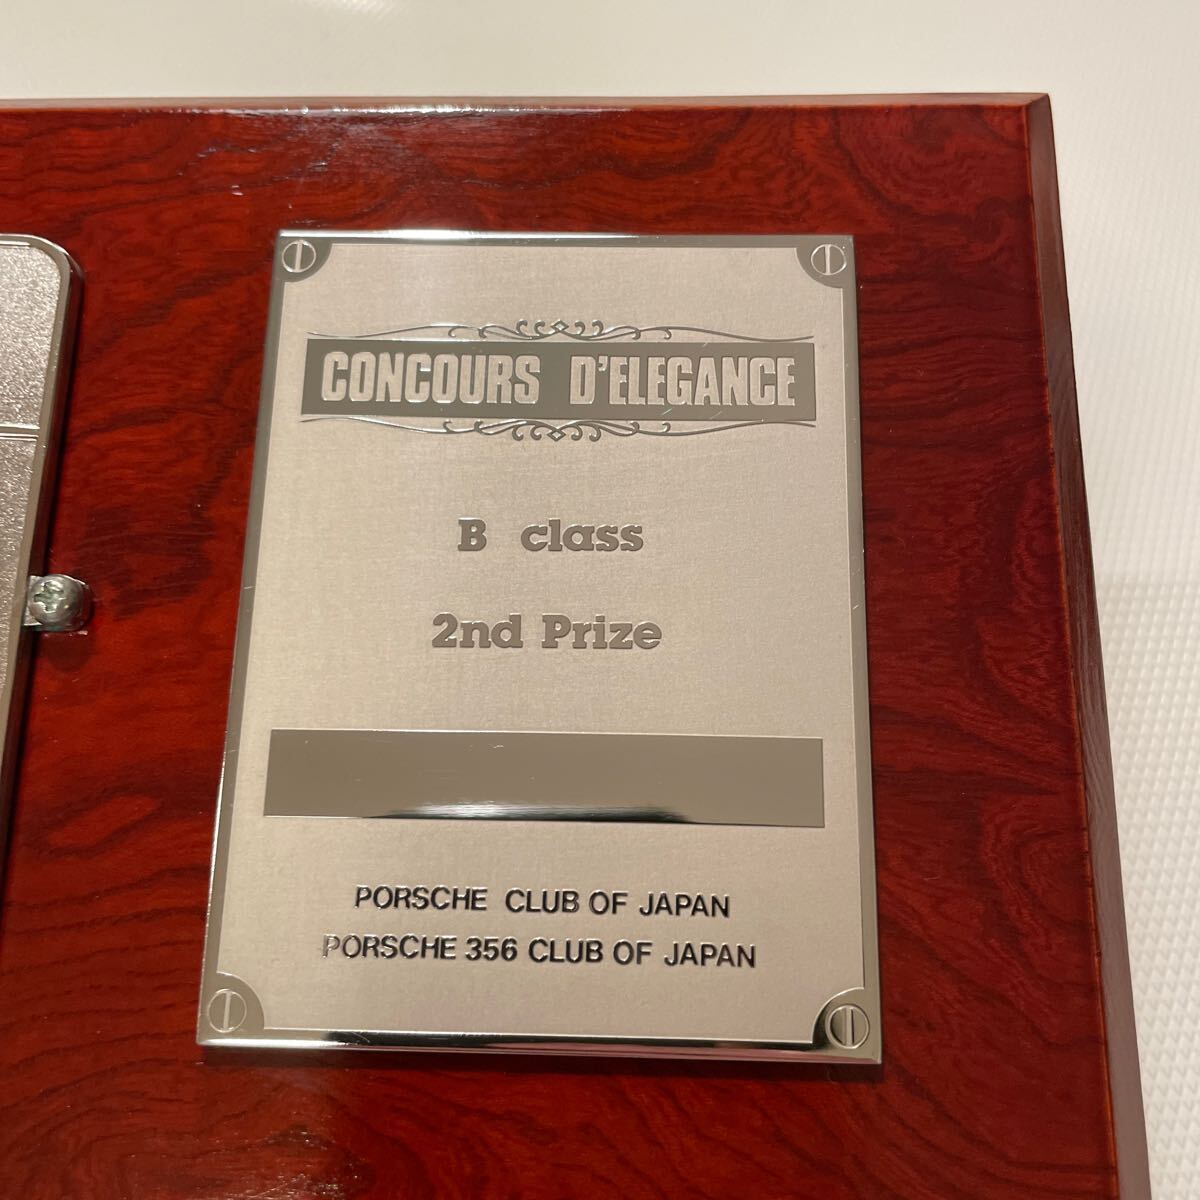 CONCOURS D'ELEGANCE
B class
2nd Prize
PORSCHE CLUB OF JAPAN
PORSCHE 356 CLUB OF JAPAN